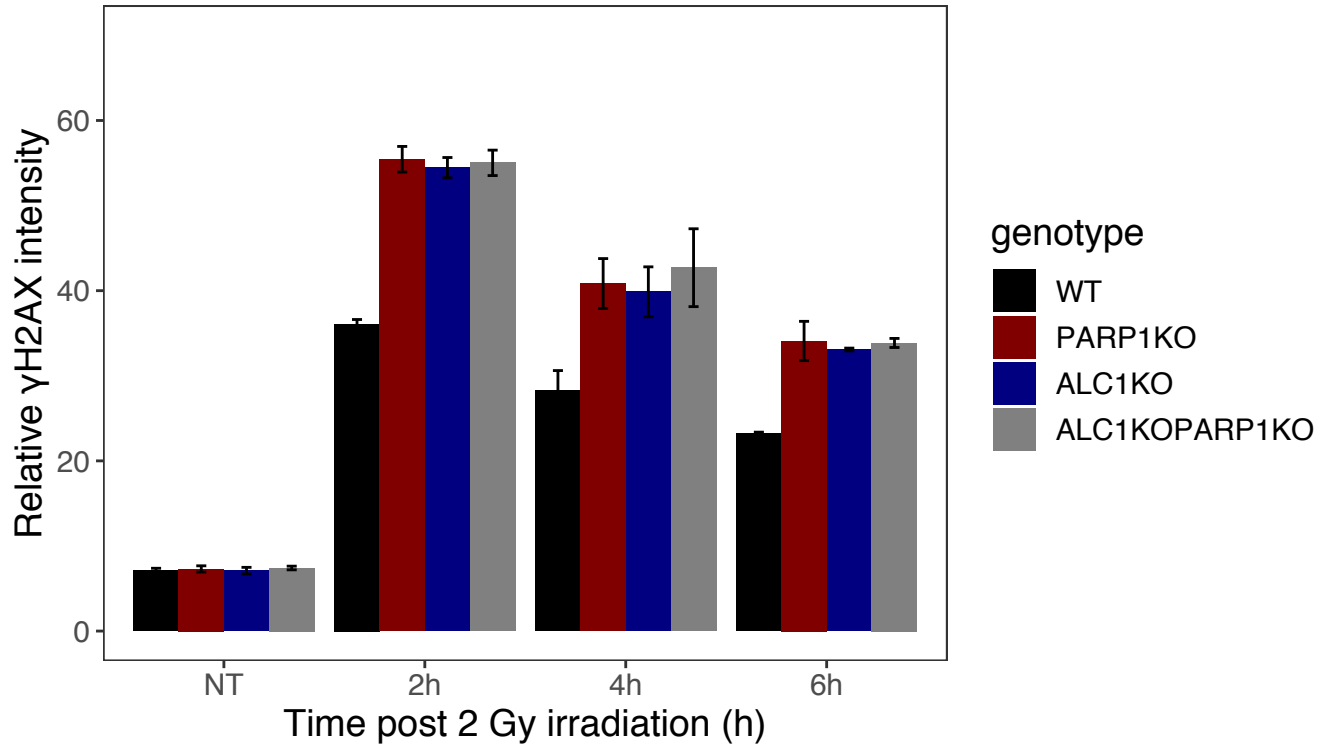 Relative γH2AX intensity
60
40
20
0
NT
2h
4h
6h
Time post 2 Gy irradiation (h)
genotype
WT
PARP1KO
ALC1KO
ALC1KOPARP1KO